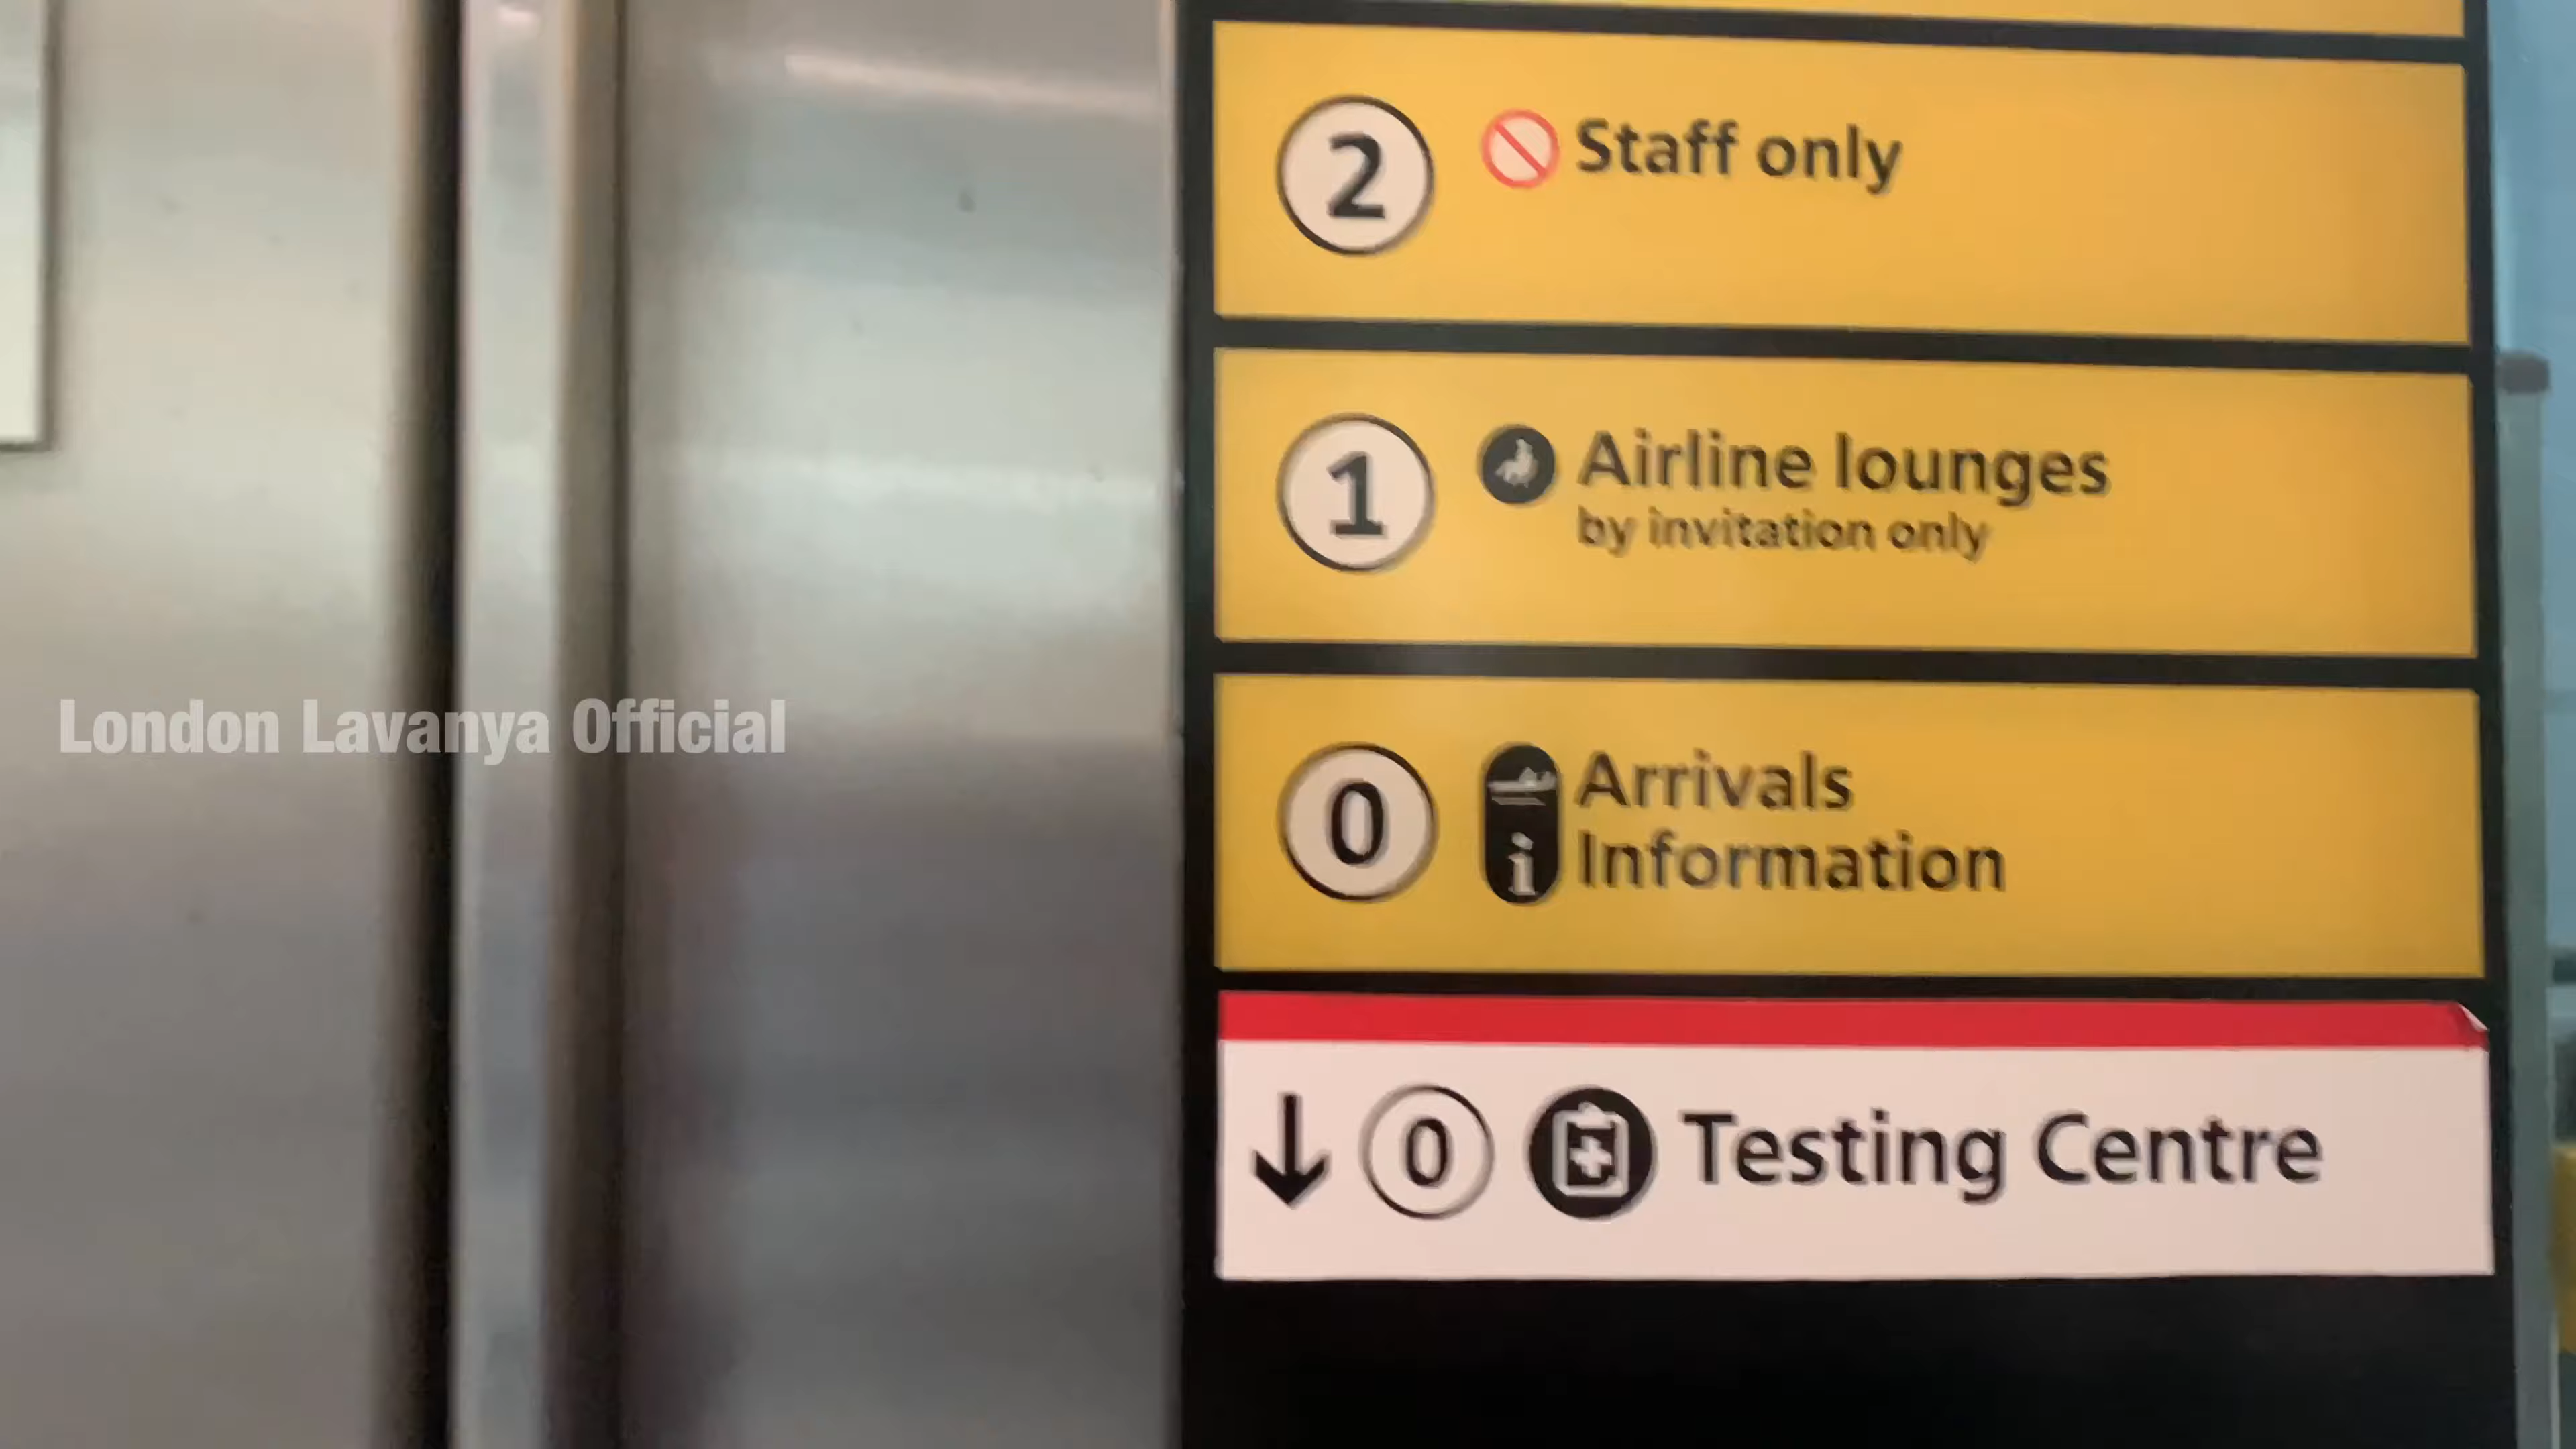 2 Staff only
1 Airline lounges
by invitation only
0 Arrivals
i Information
London Lavanya Official
0 Testing Centre